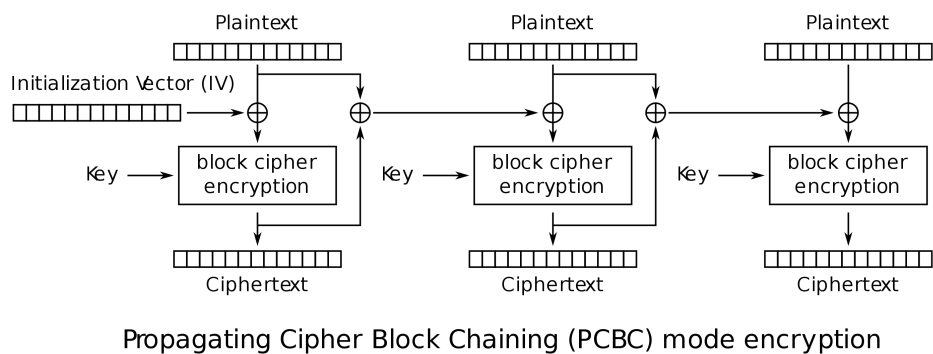 Plaintext
Plaintext
Plaintext
Initialization Vector (IV)
Key
block cipher
encryption
Key
block cipher
encryption
Key
block cipher
encryption
Ciphertext
Ciphertext
Ciphertext
Propagating Cipher Block Chaining (PCBC) mode encryption